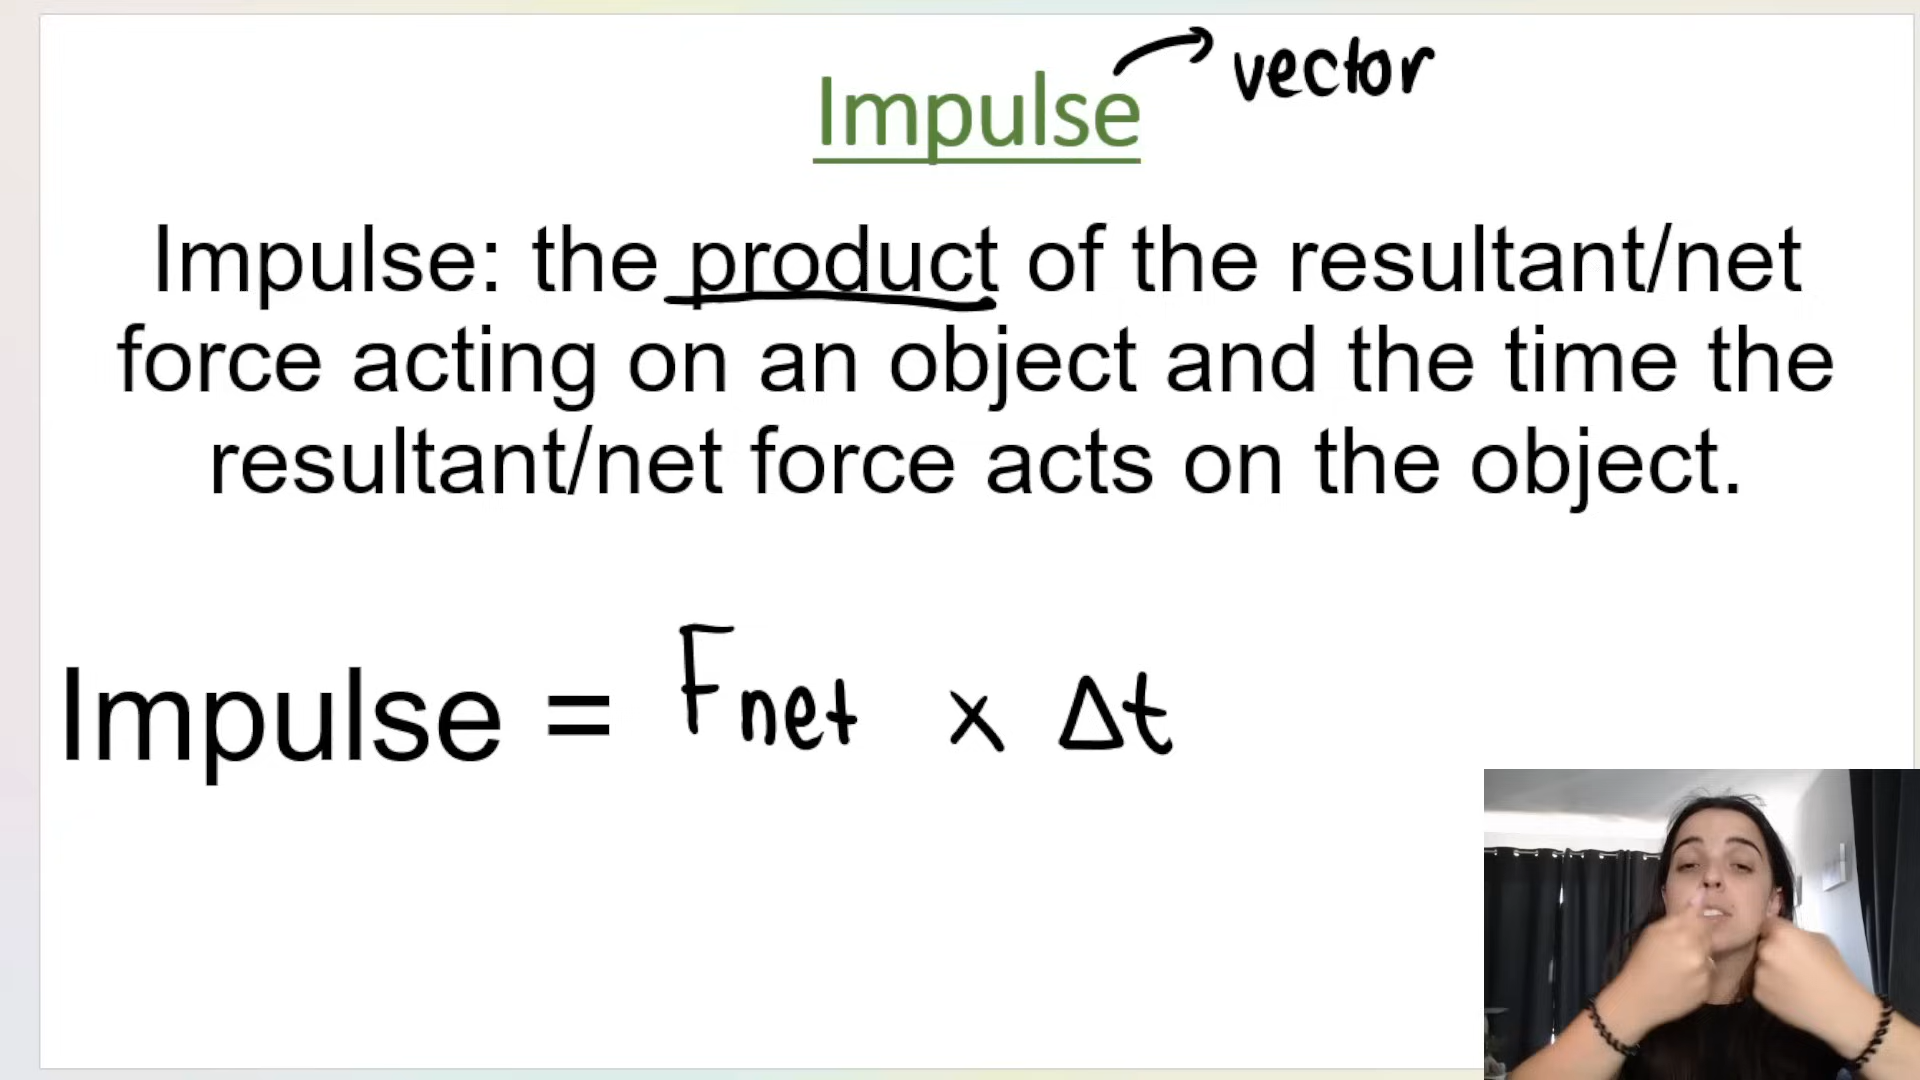 Impulse → vector
Impulse: the product of the resultant/net
force acting on an object and the time the
resultant/net force acts on the object.
Impulse = Fnet x Δt